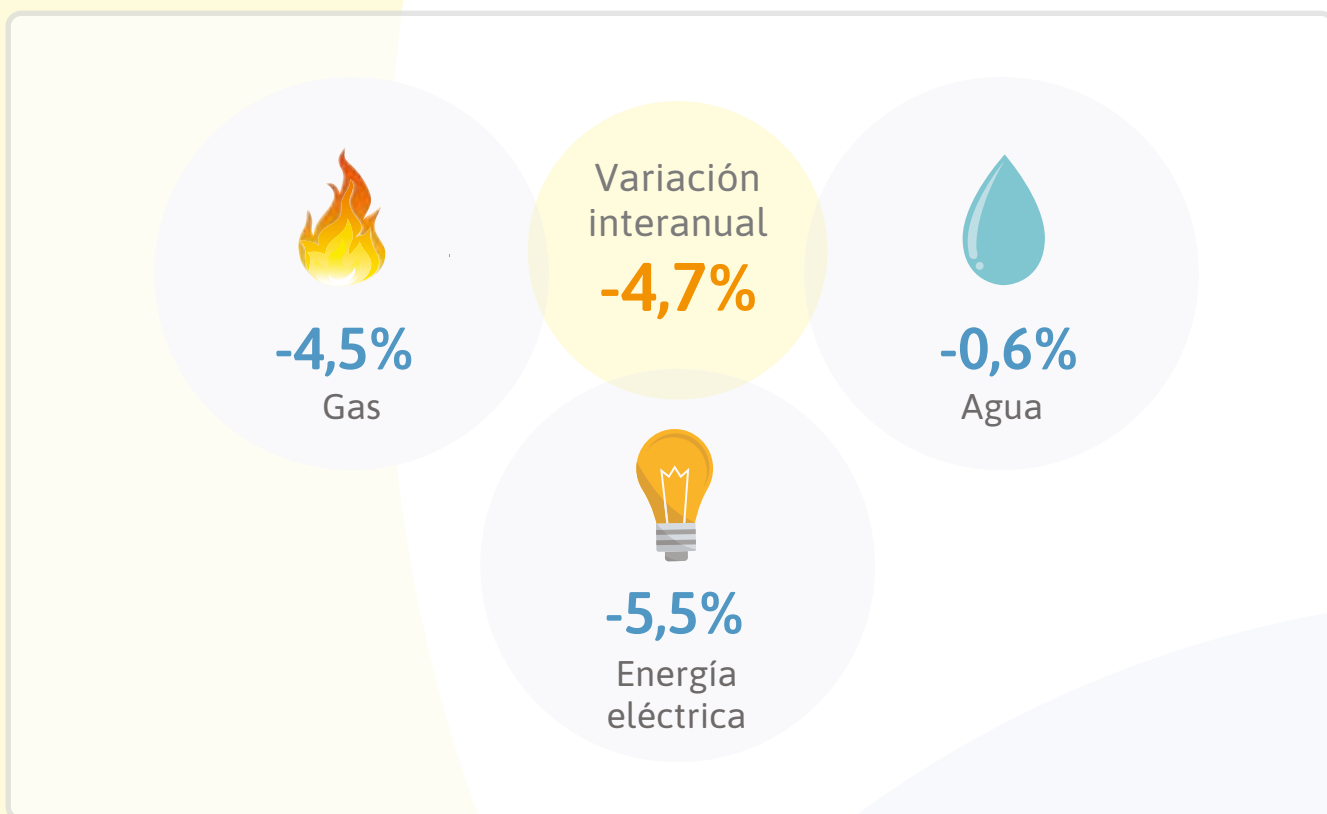 Variación
interanual
-4,7%
-4,5%
Gas
-0,6%
Agua
-5,5%
Energía
eléctrica